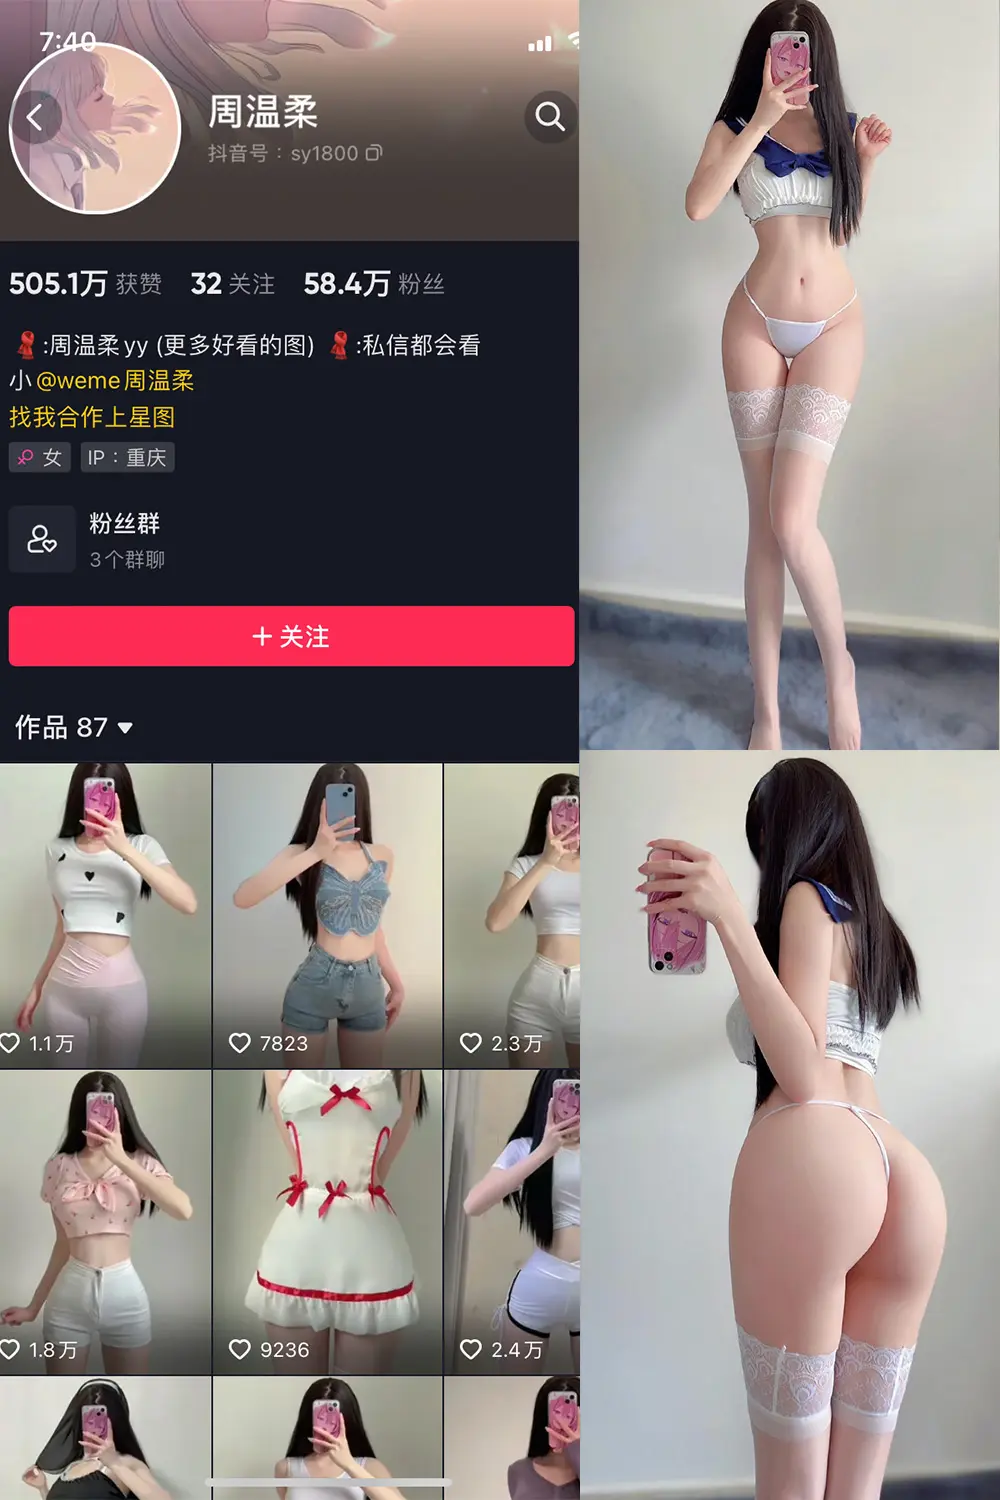 7:40
周温柔
抖音号：sy1800
505.1万 获赞 32 关注 58.4万 粉丝
:周温柔yy (更多好看的图) :私信都会看
小@weme周温柔
找我合作上星图
女 IP：重庆
粉丝群
3个群聊
+ 关注
作品 87
1.1万 7823 2.3万
1.8万 9236 2.4万